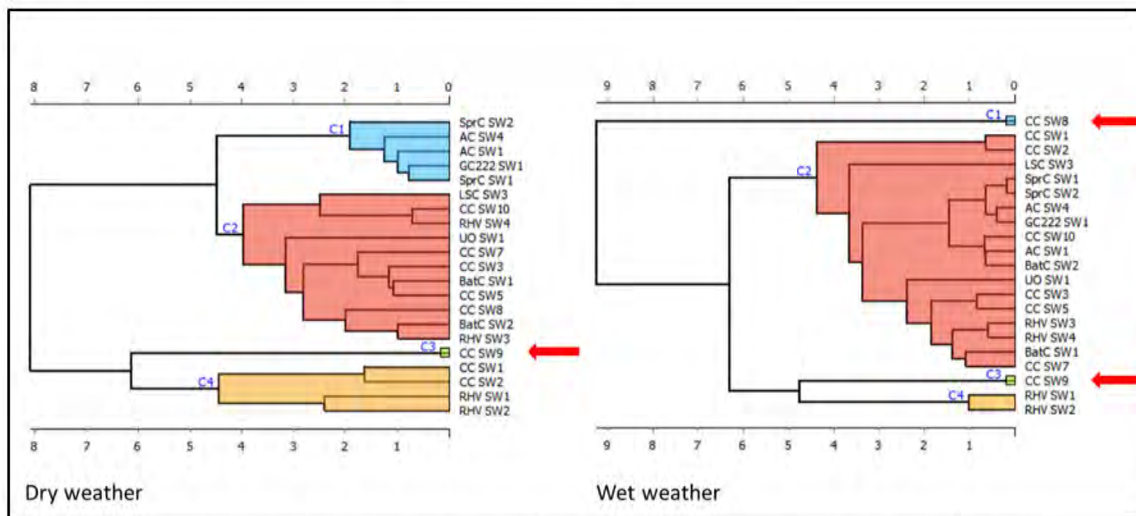 8 7 6 5 4 3 2 1 0
C1
SprC SW2
AC SW4
AC SW1
GC222 SW1
SprC SW1
C2
LSC SW3
CC SW10
RHV SW4
UO SW1
CC SW7
CC SW3
BatC SW1
CC SW5
CC SW8
BatC SW2
RHV SW3
C3
CC SW9
C4
CC SW1
CC SW2
RHV SW1
RHV SW2
8 7 6 5 4 3 2 1 0
Dry weather
9 8 7 6 5 4 3 2 1 0
C1
CC SW8
C2
CC SW1
CC SW2
LSC SW3
SprC SW1
SprC SW2
AC SW4
GC222 SW1
CC SW10
AC SW1
BatC SW2
UO SW1
CC SW3
CC SW5
RHV SW3
RHV SW4
BatC SW1
CC SW7
C3
CC SW9
C4
RHV SW1
RHV SW2
9 8 7 6 5 4 3 2 1 0
Wet weather